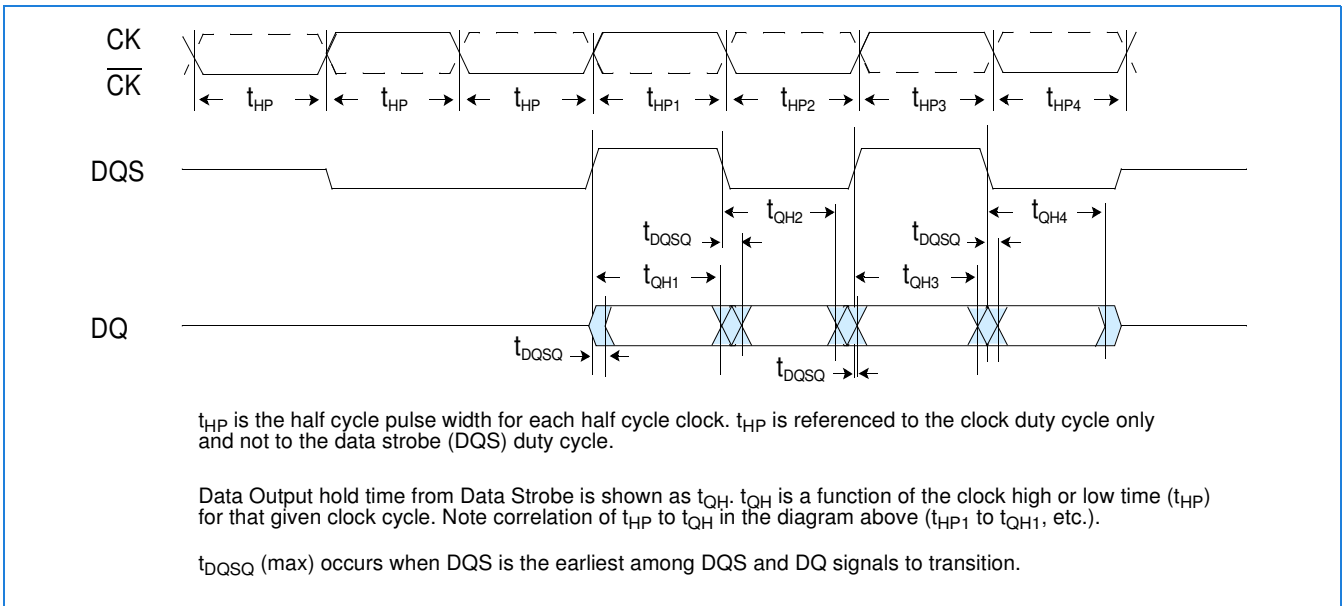 CK
CK
tHP tHP tHP tHP1 tHP2 tHP3 tHP4
DQS
tQH2 tQH4
tDQSQ tDQSQ
tQH1 tQH3
DQ
tDQSQ tDQSQ
tHP is the half cycle pulse width for each half cycle clock. tHP is referenced to the clock duty cycle only
and not to the data strobe (DQS) duty cycle.
Data Output hold time from Data Strobe is shown as tQH. tQH is a function of the clock high or low time (tHP)
for that given clock cycle. Note correlation of tHP to tQH in the diagram above (tHP1 to tQH1, etc.).
tDQSQ (max) occurs when DQS is the earliest among DQS and DQ signals to transition.